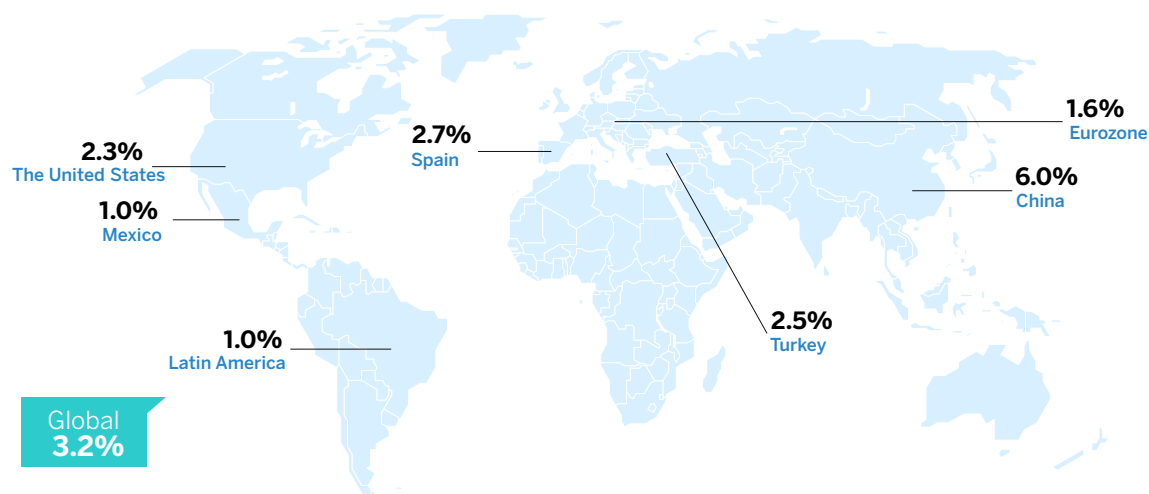 1.6%
Eurozone
2.7%
Spain
2.3%
The United States
6.0%
China
1.0%
Mexico
2.5%
Turkey
1.0%
Latin America
Global
3.2%